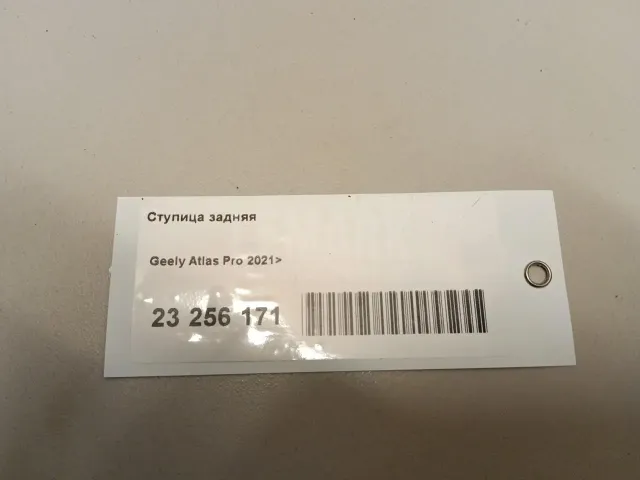 Ступица задняя
Geely Atlas Pro 2021>
23 256 171